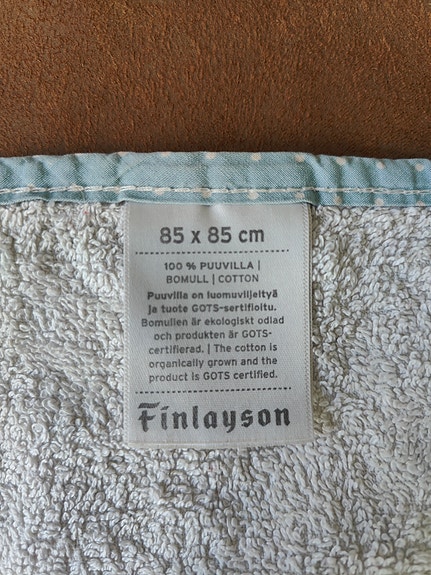 85 x 85 cm
100 % PUUVILLA |
BOMULL | COTTON
Puuvilla on luomuviljeltyä
ja tuote GOTS-sertifioitu.
Bomullen är ekologiskt odlad
och produkten är GOTS-
certifierad. | The cotton is
organically grown and the
product is GOTS certified.
Finlayson